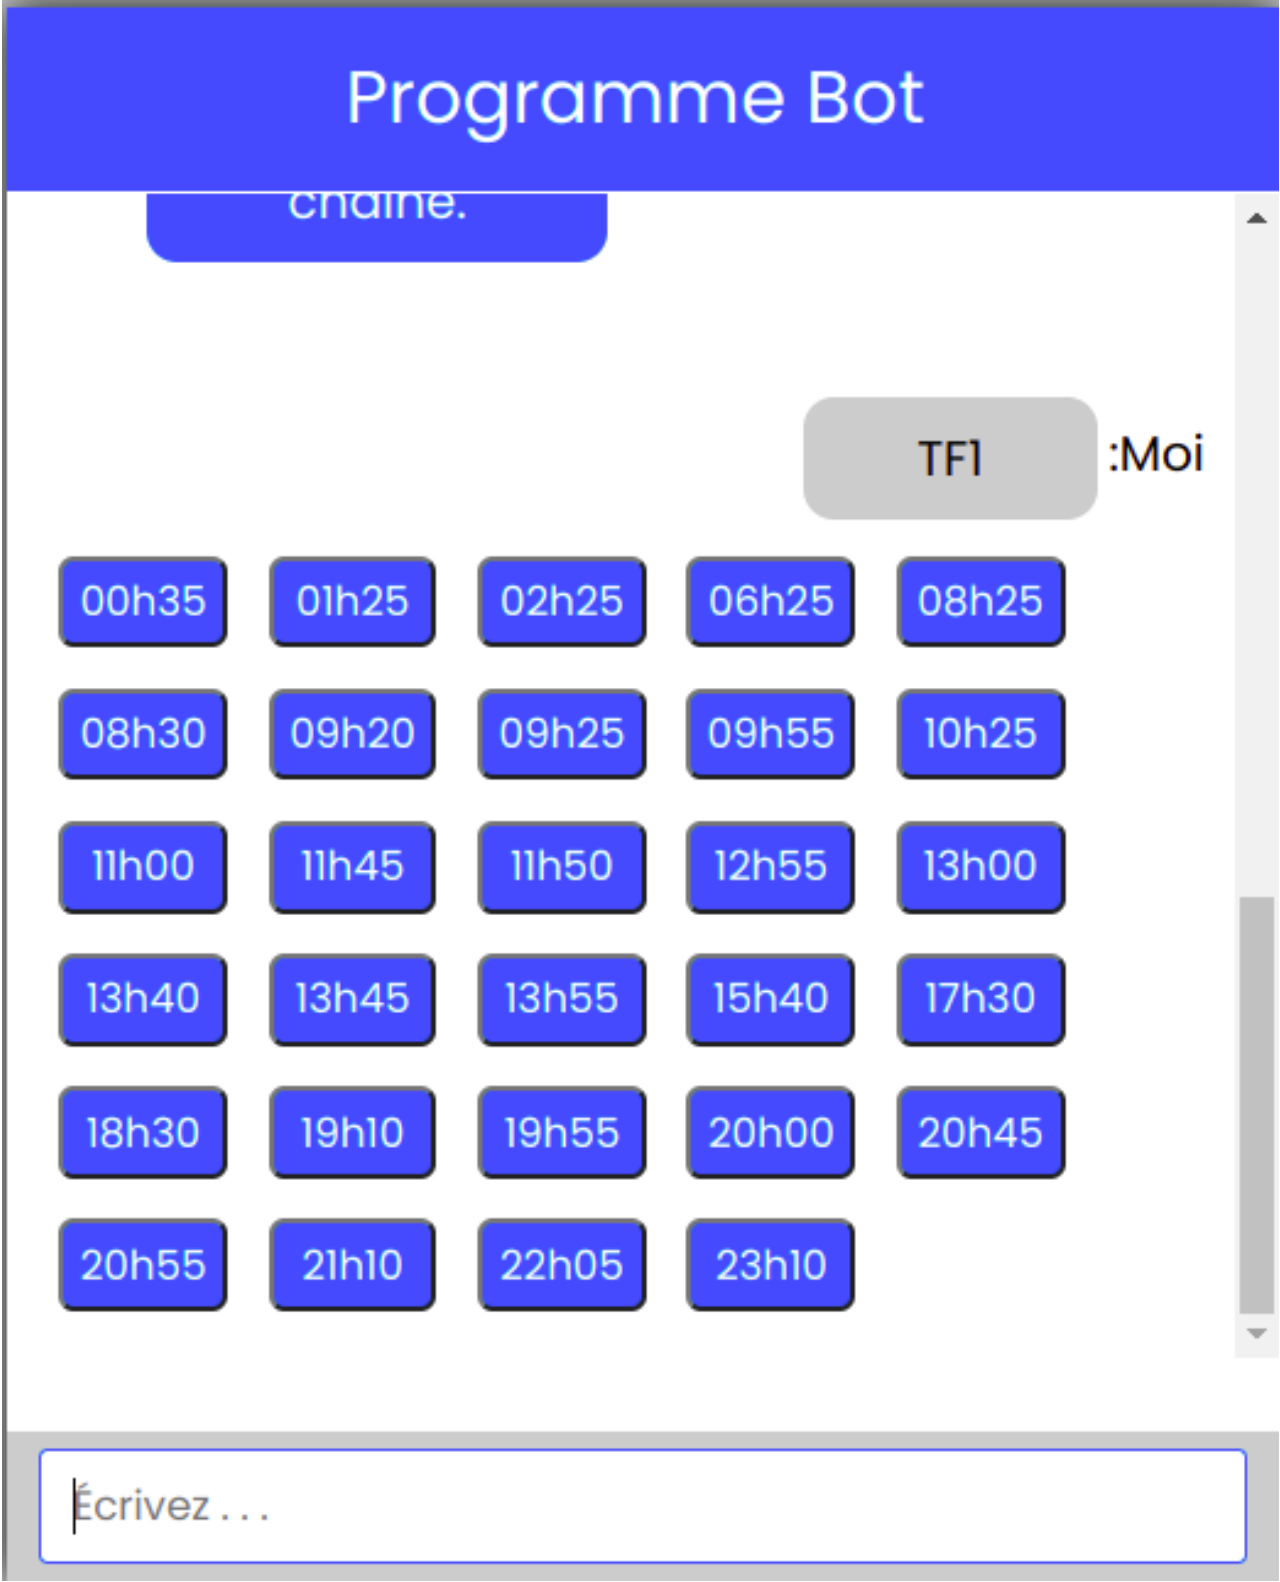 Programme Bot
chaîne.
TF1 :Moi
00h35 01h25 02h25 06h25 08h25
08h30 09h20 09h25 09h55 10h25
11h00 11h45 11h50 12h55 13h00
13h40 13h45 13h55 15h40 17h30
18h30 19h10 19h55 20h00 20h45
20h55 21h10 22h05 23h10
Écrivez . . .